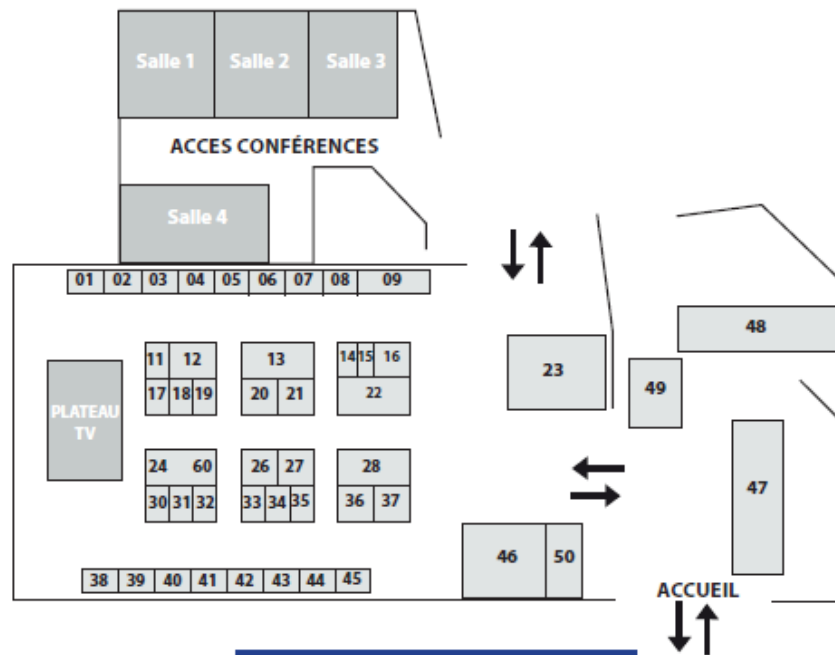 Salle 1 Salle 2 Salle 3
ACCES CONFÉRENCES
Salle 4
01 02 03 04 05 06 07 08 09
48
11 12 13 14 15 16
23
49
17 18 19 20 21 22
PLATEAU
TV
24 60 26 27 28
47
30 31 32 33 34 35 36 37
46 50
38 39 40 41 42 43 44 45
ACCUEIL